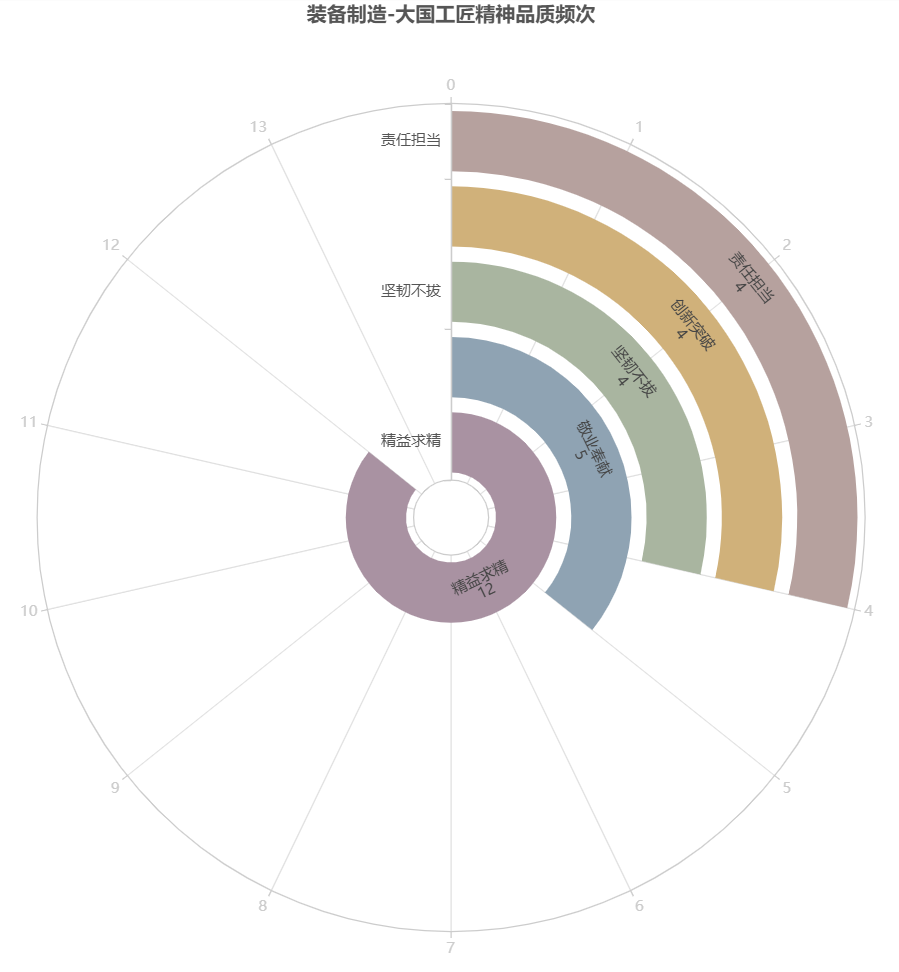 装备制造-大国工匠精神品质频次
0
1
2
3
4
5
6
7
8
9
10
11
12
13
责任担当
坚韧不拔
精益求精
责任担当
4
创新突破
4
坚韧不拔
4
敬业奉献
5
精益求精
12